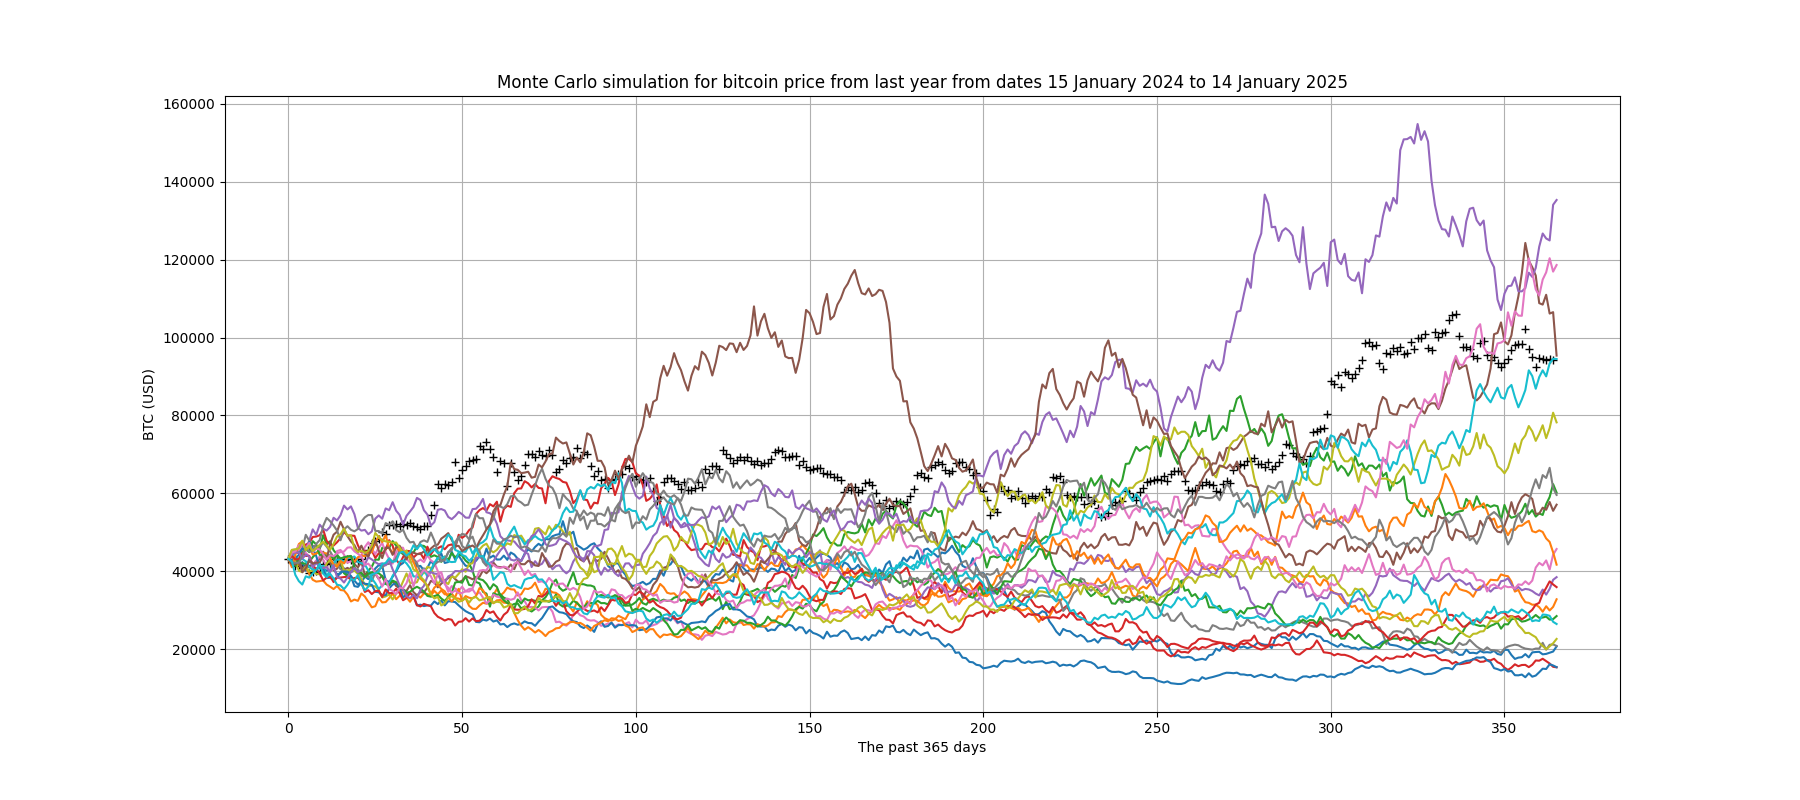 Monte Carlo simulation for bitcoin price from last year from dates 15 January 2024 to 14 January 2025
160000
140000
120000
100000
80000
60000
40000
20000
BTC (USD)
0 50 100 150 200 250 300 350
The past 365 days